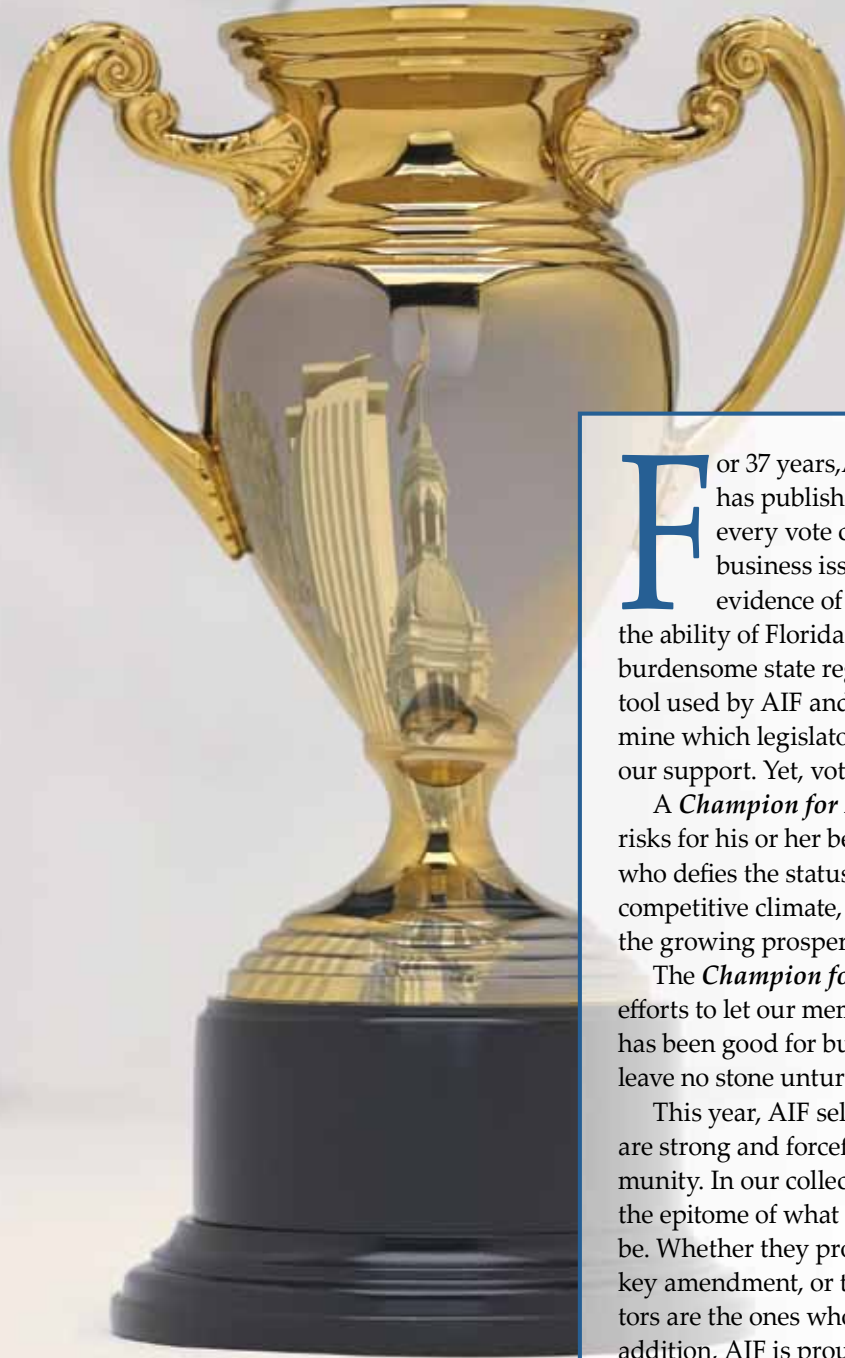 For 37 years,
has publish
every vote
business iss
evidence of
the ability of Florida
burdensome state re
tool used by AIF and
mine which legislato
our support. Yet, vot
A Champion for
risks for his or her be
who defies the status
competitive climate,
the growing prosper
The Champion fo
efforts to let our mem
has been good for bu
leave no stone untur
This year, AIF sel
are strong and forcef
munity. In our collec
the epitome of what
be. Whether they pro
key amendment, or t
tors are the ones who
addition, AIF is prou